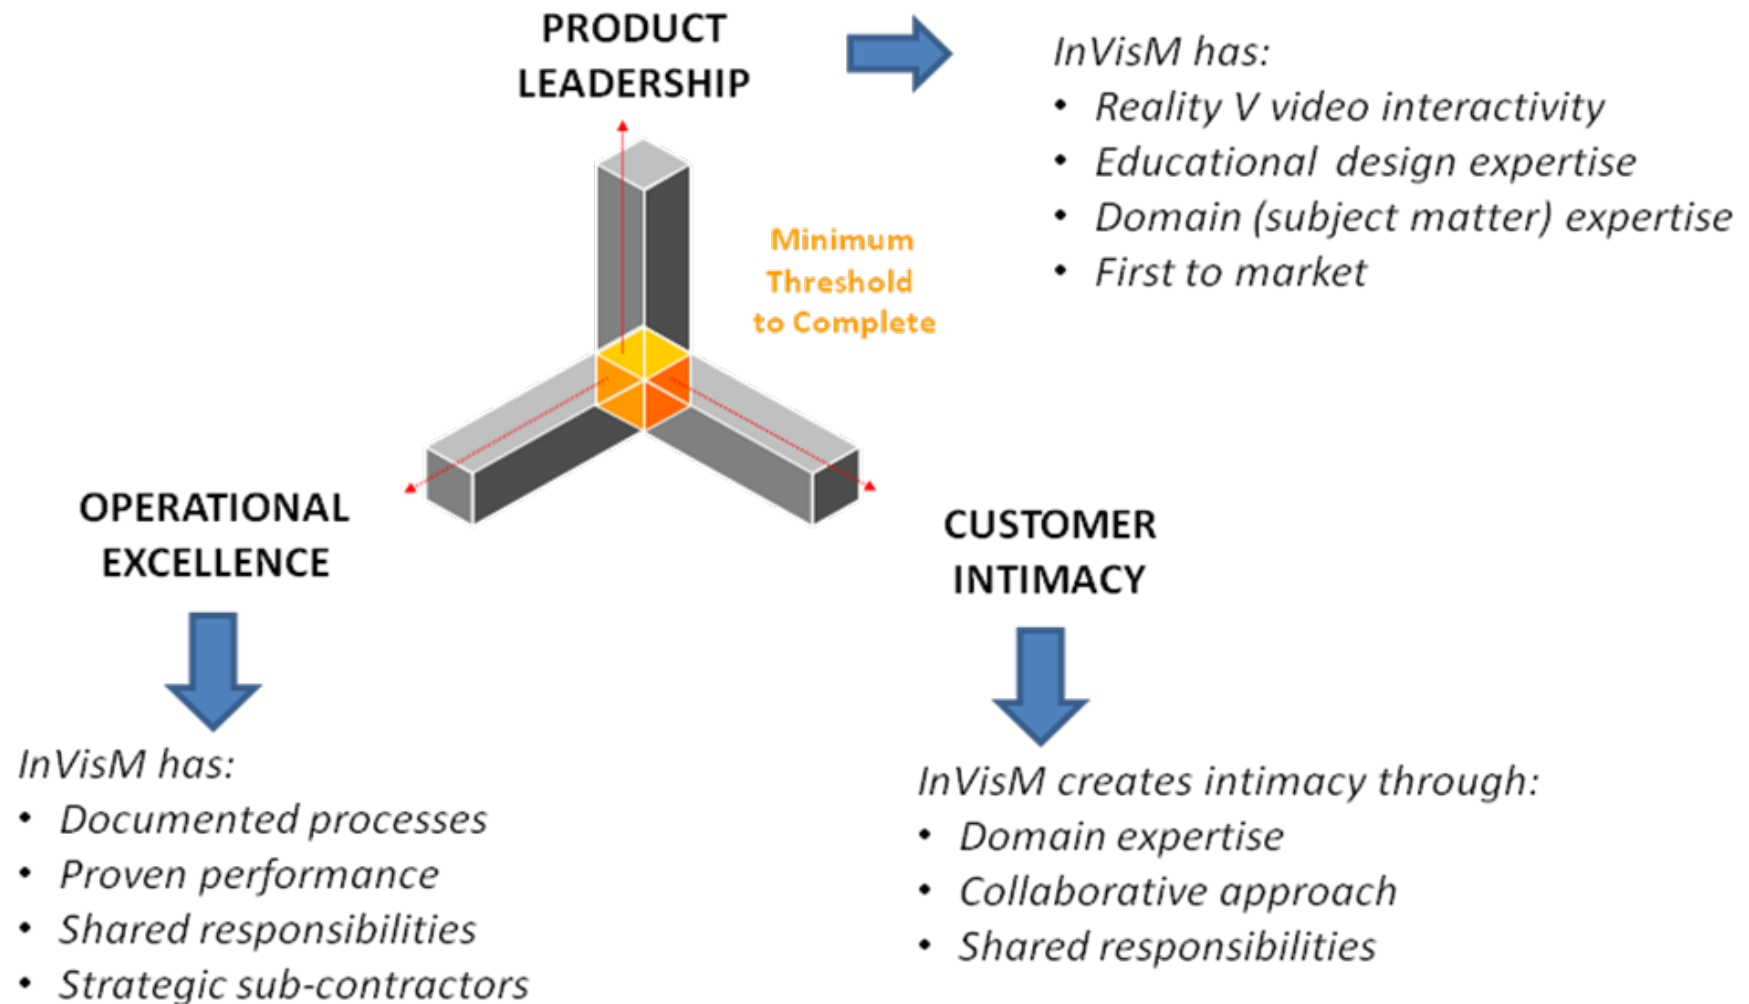 PRODUCT
LEADERSHIP
InVisM has:
• Reality V video interactivity
• Educational design expertise
• Domain (subject matter) expertise
• First to market
Minimum
Threshold
to Complete
OPERATIONAL
EXCELLENCE
InVisM has:
• Documented processes
• Proven performance
• Shared responsibilities
• Strategic sub-contractors
CUSTOMER
INTIMACY
InVisM creates intimacy through:
• Domain expertise
• Collaborative approach
• Shared responsibilities